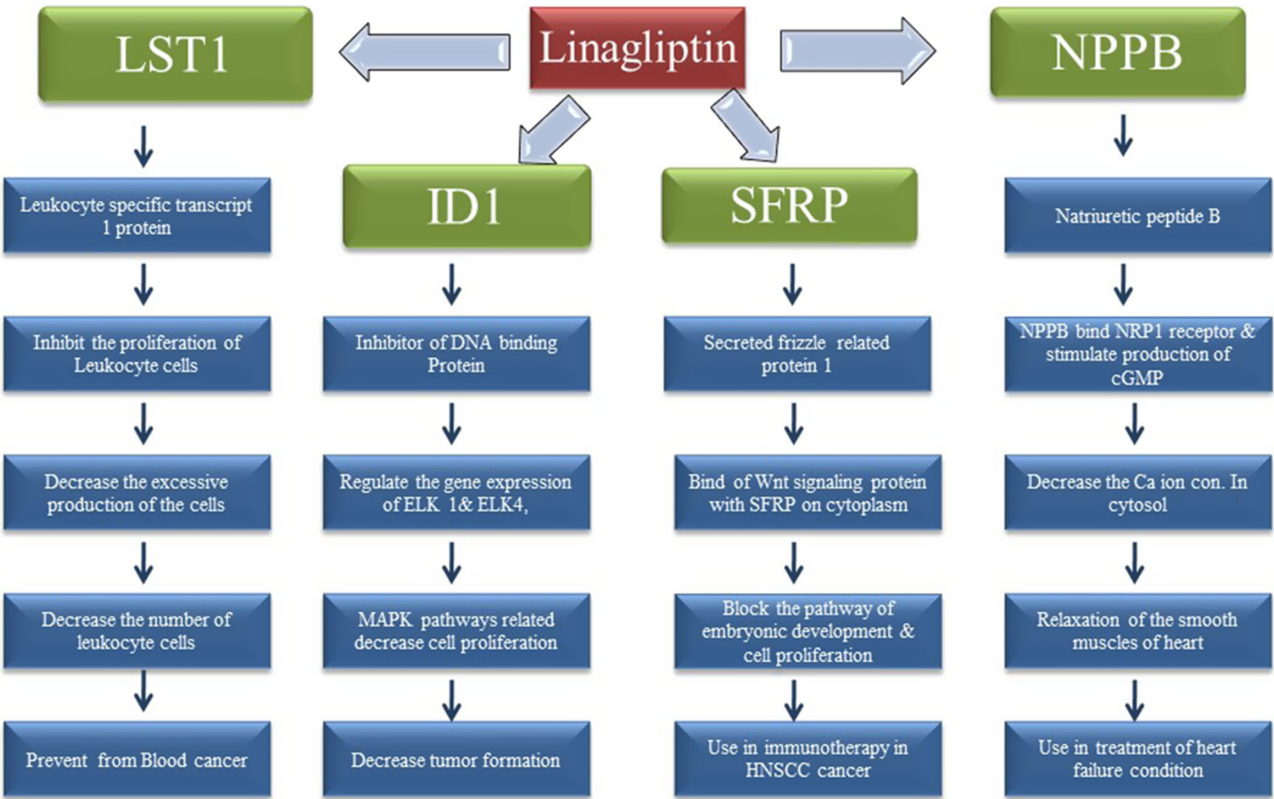 Linagliptin
LST1
Leukocyte specific transcript
1 protein
Inhibit the proliferation of
Leukocyte cells
Decrease the excessive
production of the cells
Decrease the number of
leukocyte cells
Prevent from Blood cancer
ID1
Inhibitor of DNA binding
Protein
Regulate the gene expression
of ELK 1& ELK4,
MAPK pathways related
decrease cell proliferation
Decrease tumor formation
SFRP
Secreted frizzle related
protein 1
Bind of Wnt signaling protein
with SFRP on cytoplasm
Block the pathway of
embryonic development &
cell proliferation
Use in immunotherapy in
HNSCC cancer
NPPB
Natriuretic peptide B
NPPB bind NRP1 receptor &
stimulate production of
cGMP
Decrease the Ca ion con. In
cytosol
Relaxation of the smooth
muscles of heart
Use in treatment of heart
failure condition